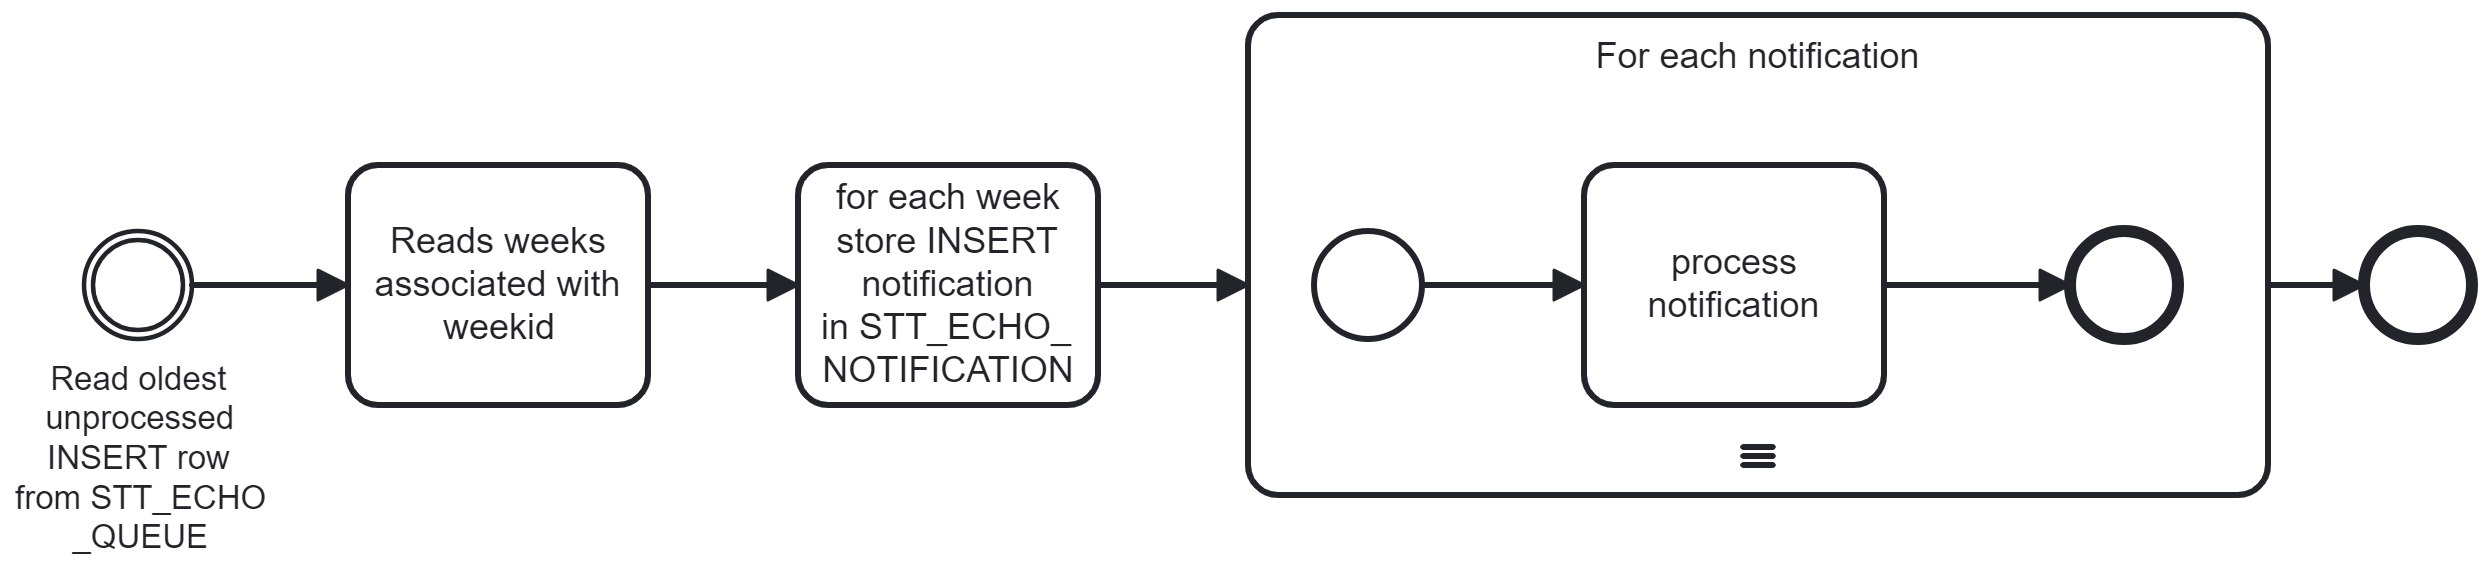 Read oldest
unprocessed
INSERT row
from STT_ECHO
_QUEUE
Reads weeks
associated with
weekid
for each week
store INSERT
notification
in STT_ECHO_
NOTIFICATION
For each notification
process
notification